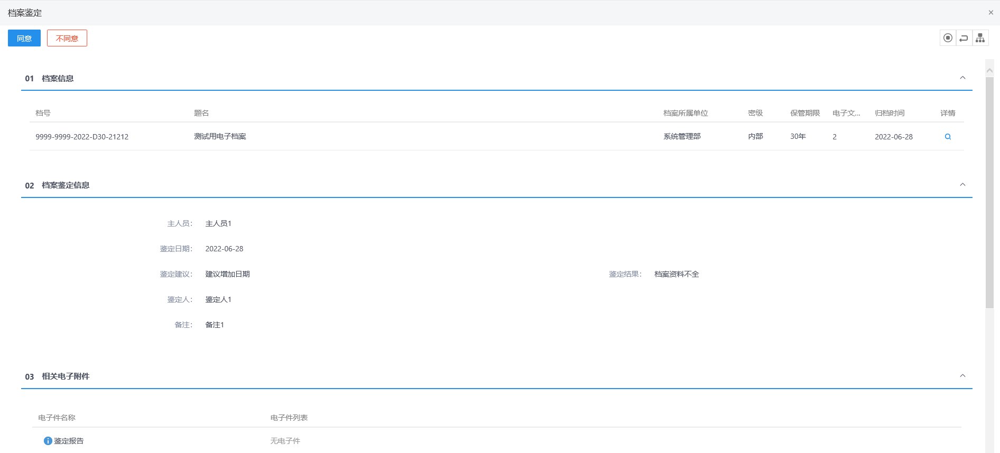 档案鉴定
同意 不同意
01 档案信息
档号 题名 档案所属单位 密级 保管期限 电子文... 归档时间 详情
9999-9999-2022-D30-21212 测试用电子档案 系统管理部 内部 30年 2 2022-06-28
02 档案鉴定信息
主人员： 主人员1
鉴定日期： 2022-06-28
鉴定建议： 建议增加日期 鉴定结果： 档案资料不全
鉴定人： 鉴定人1
备注： 备注1
03 相关电子附件
电子件名称 电子件列表
鉴定报告 无电子件